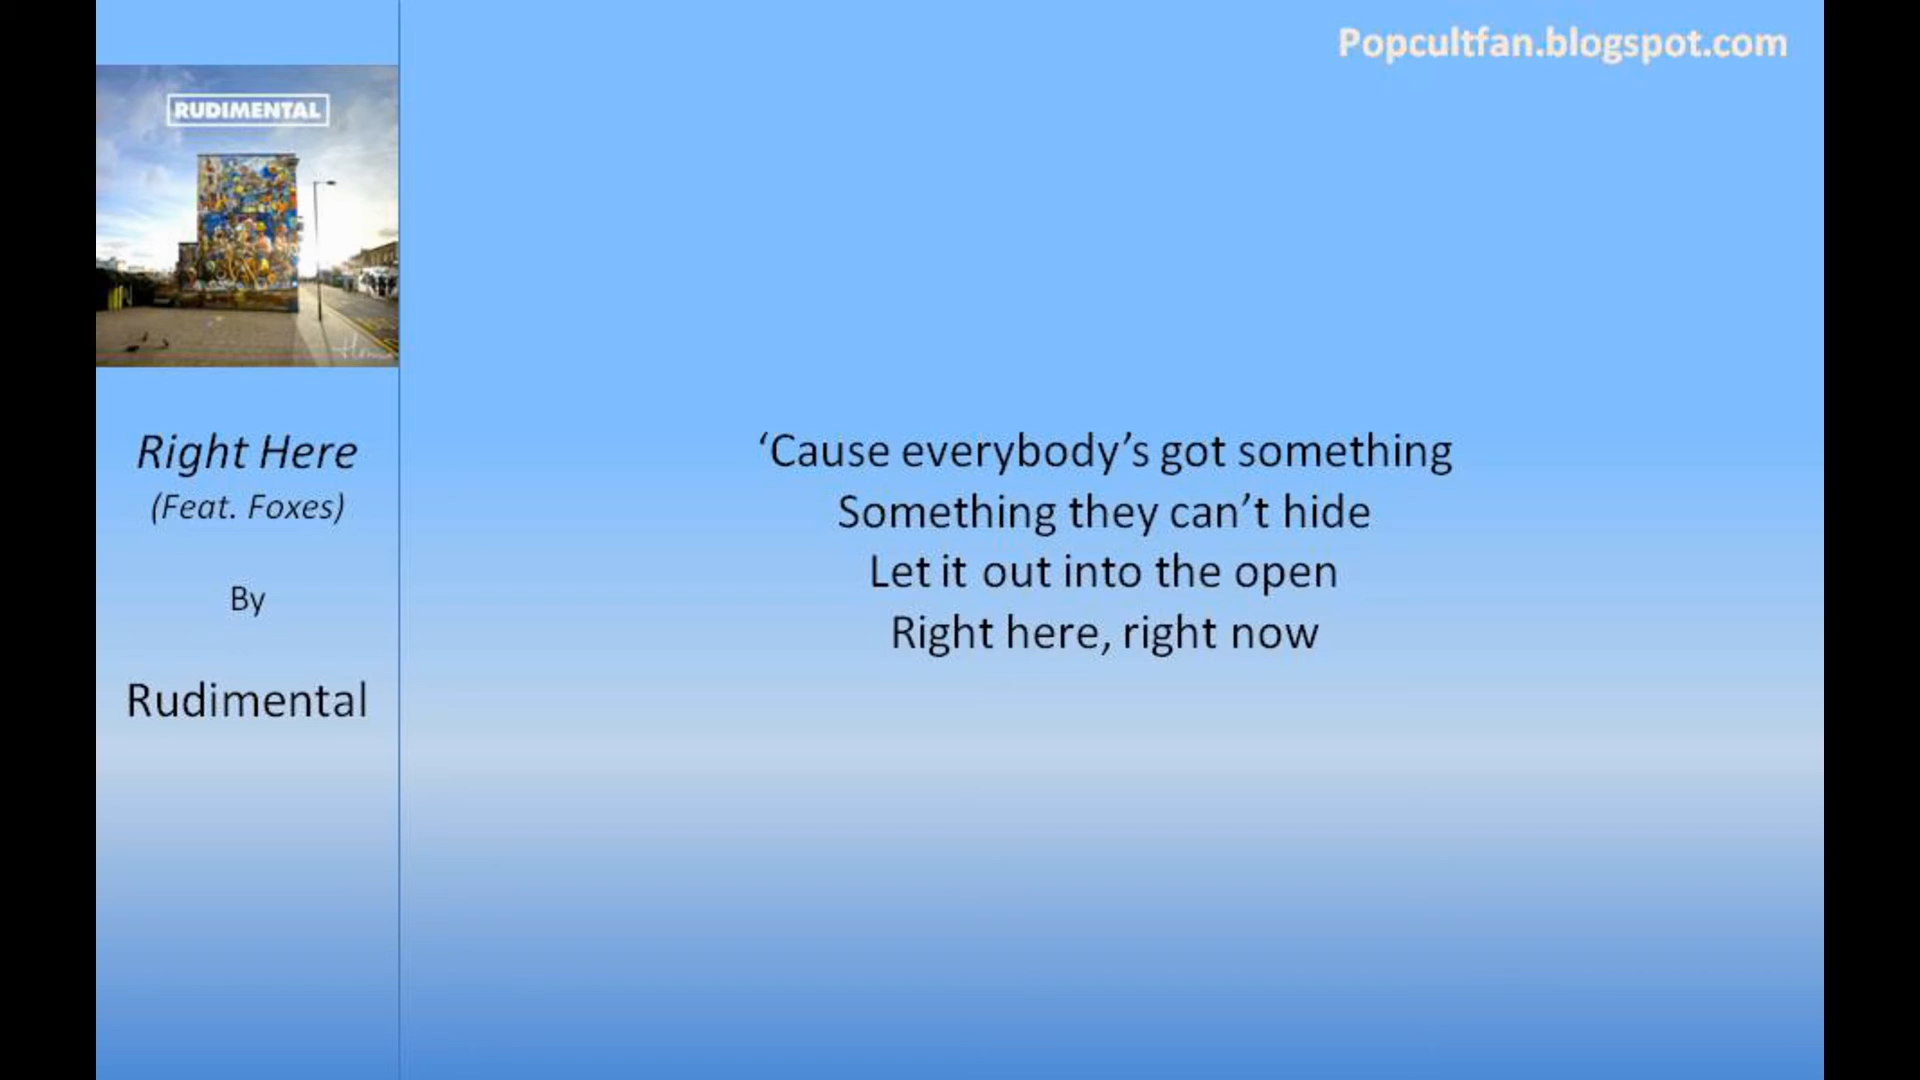 Popcultfan.blogspot.com
RUDIMENTAL
Right Here
(Feat. Foxes)
By
Rudimental
‘Cause everybody’s got something
Something they can’t hide
Let it out into the open
Right here, right now